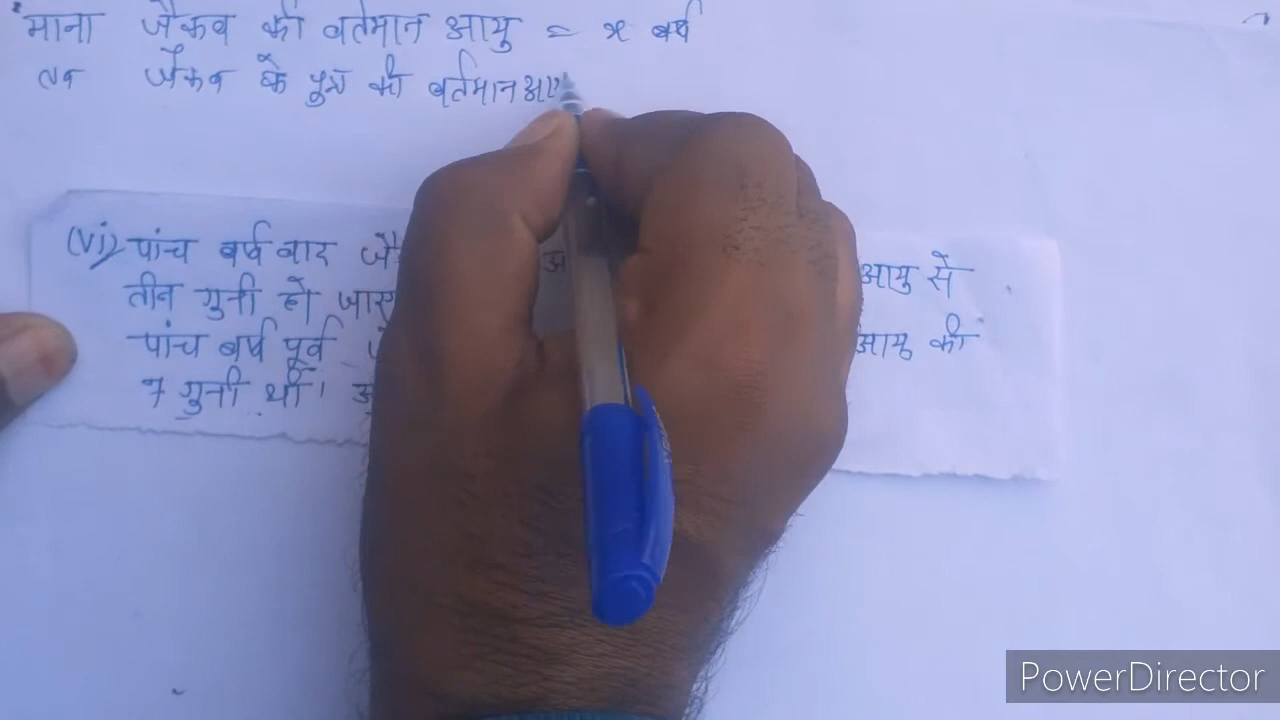 माना जैकब की वर्तमान आयु = x वर्ष
तब जैकब के पुत्र की वर्तमान
(vi) पांच वर्ष बाद आयु से
तीन गुनी हो
पांच वर्ष पूर्व आयु की
7 गुनी थी।
PowerDirector